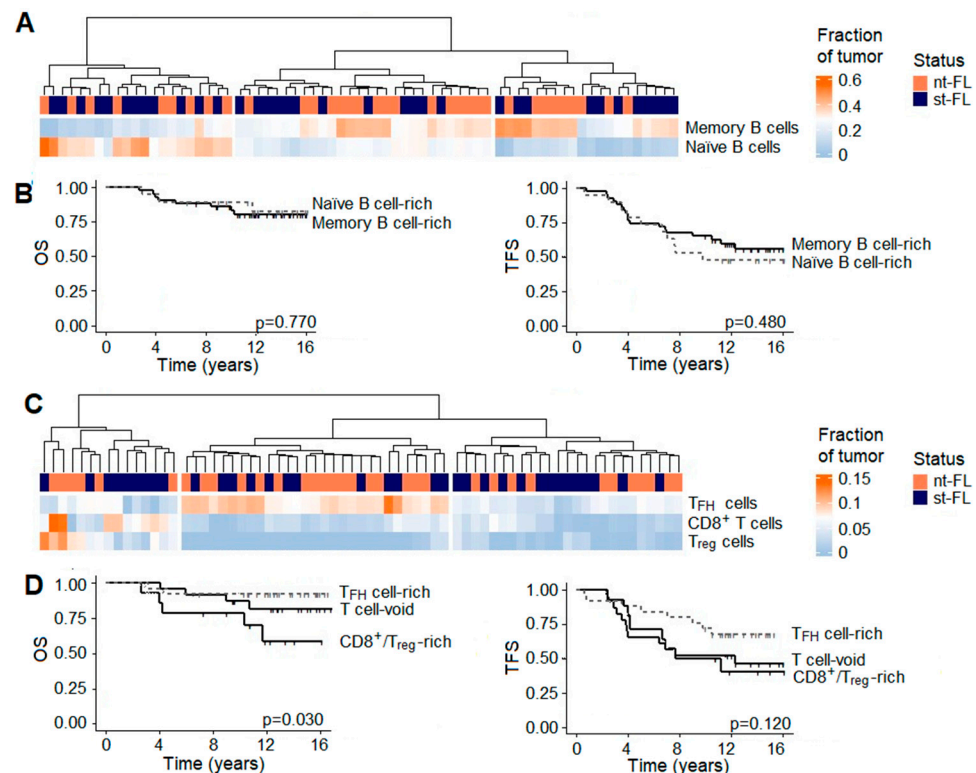 A
Fraction
of tumor
0.6
0.4
0.2
0
Status
nt-FL
st-FL
Memory B cells
Naïve B cells
B
1.00
0.75
0.50
0.25
0.00
OS
Naïve B cell-rich
Memory B cell-rich
p=0.770
0 4 8 12 16
Time (years)
1.00
0.75
0.50
0.25
0.00
TFS
Memory B cell-rich
Naïve B cell-rich
p=0.480
0 4 8 12 16
Time (years)
C
Fraction
of tumor
0.15
0.10
0.05
0
Status
nt-FL
st-FL
TFH cells
CD8+ T cells
Treg cells
D
1.00
0.75
0.50
0.25
0.00
OS
TFH cell-rich
T cell-void
CD8+/Treg-rich
p=0.030
0 4 8 12 16
Time (years)
1.00
0.75
0.50
0.25
0.00
TFS
TFH cell-rich
T cell-void
CD8+/Treg-rich
p=0.120
0 4 8 12 16
Time (years)